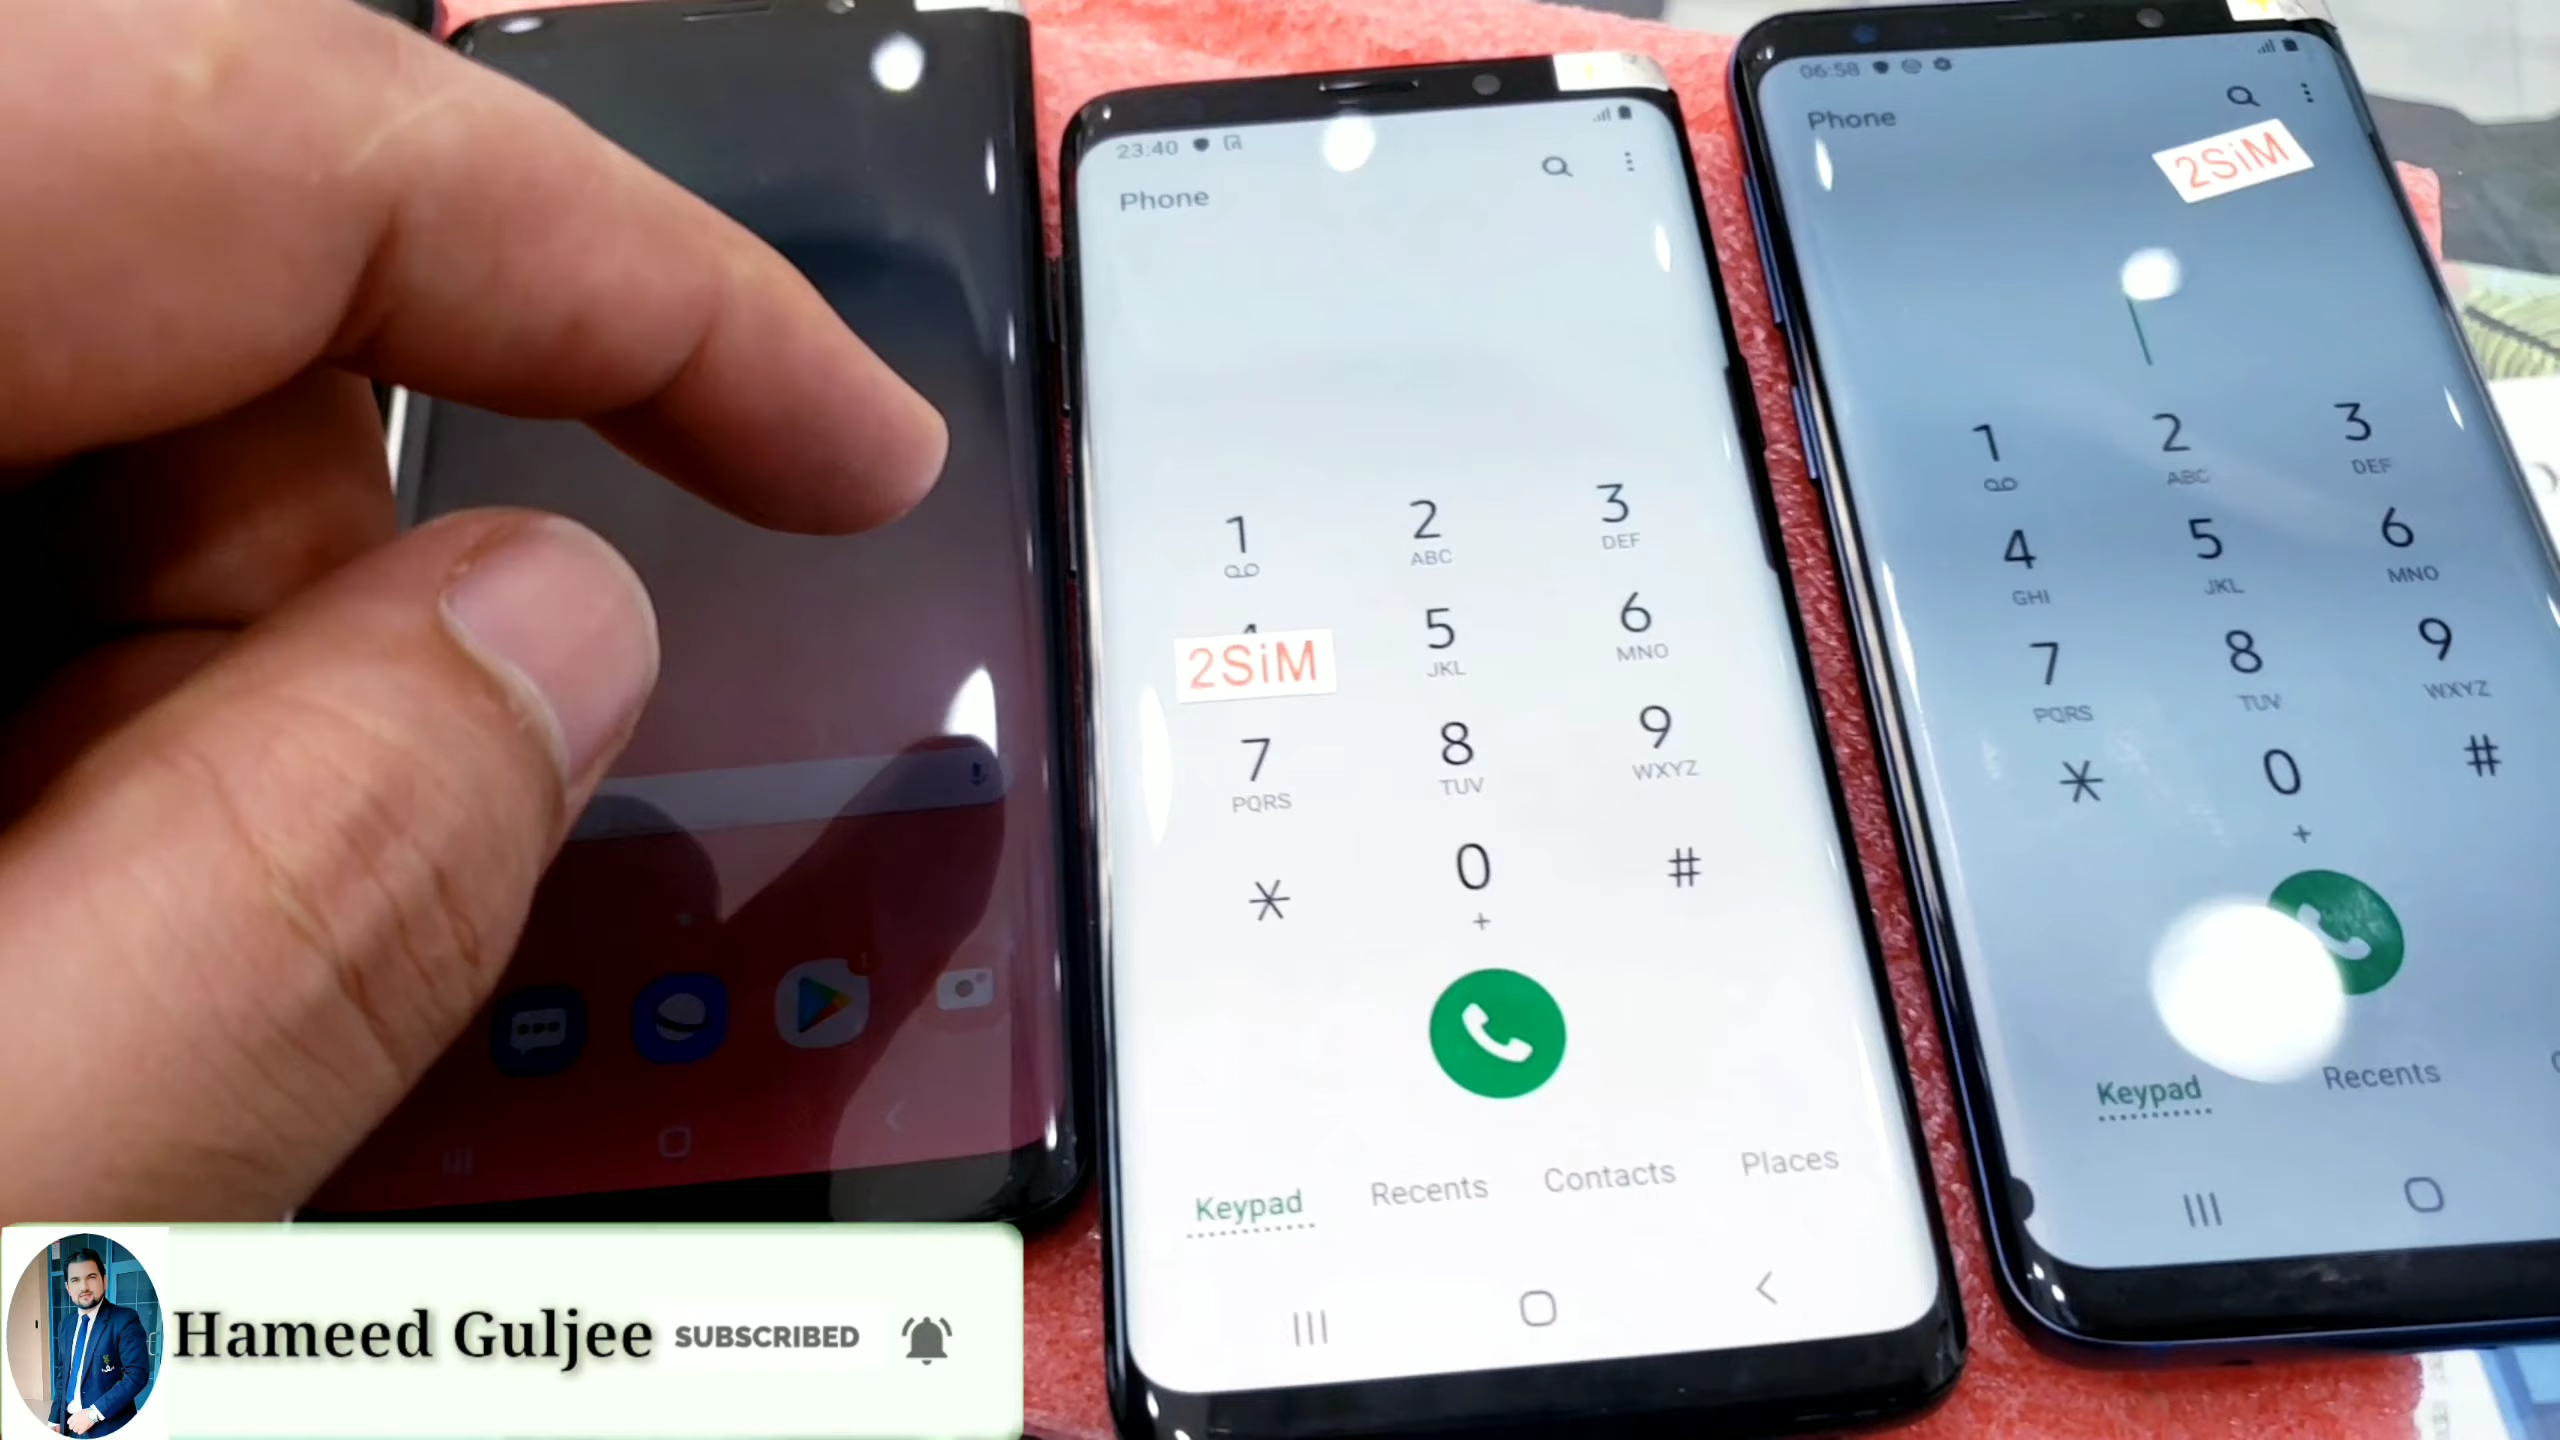 23:40
Phone
1
2
ABC
3
DEF
2SiM
5
JKL
6
MNO
7
PQRS
8
TUV
9
WXYZ
*
0
+
#
Keypad Recents Contacts Places
06:58
Phone
2SiM
1
2
ABC
3
DEF
4
GHI
5
JKL
6
MNO
7
PQRS
8
TUV
9
WXYZ
*
0
+
#
Keypad Recents
1
Hameed Guljee SUBSCRIBED